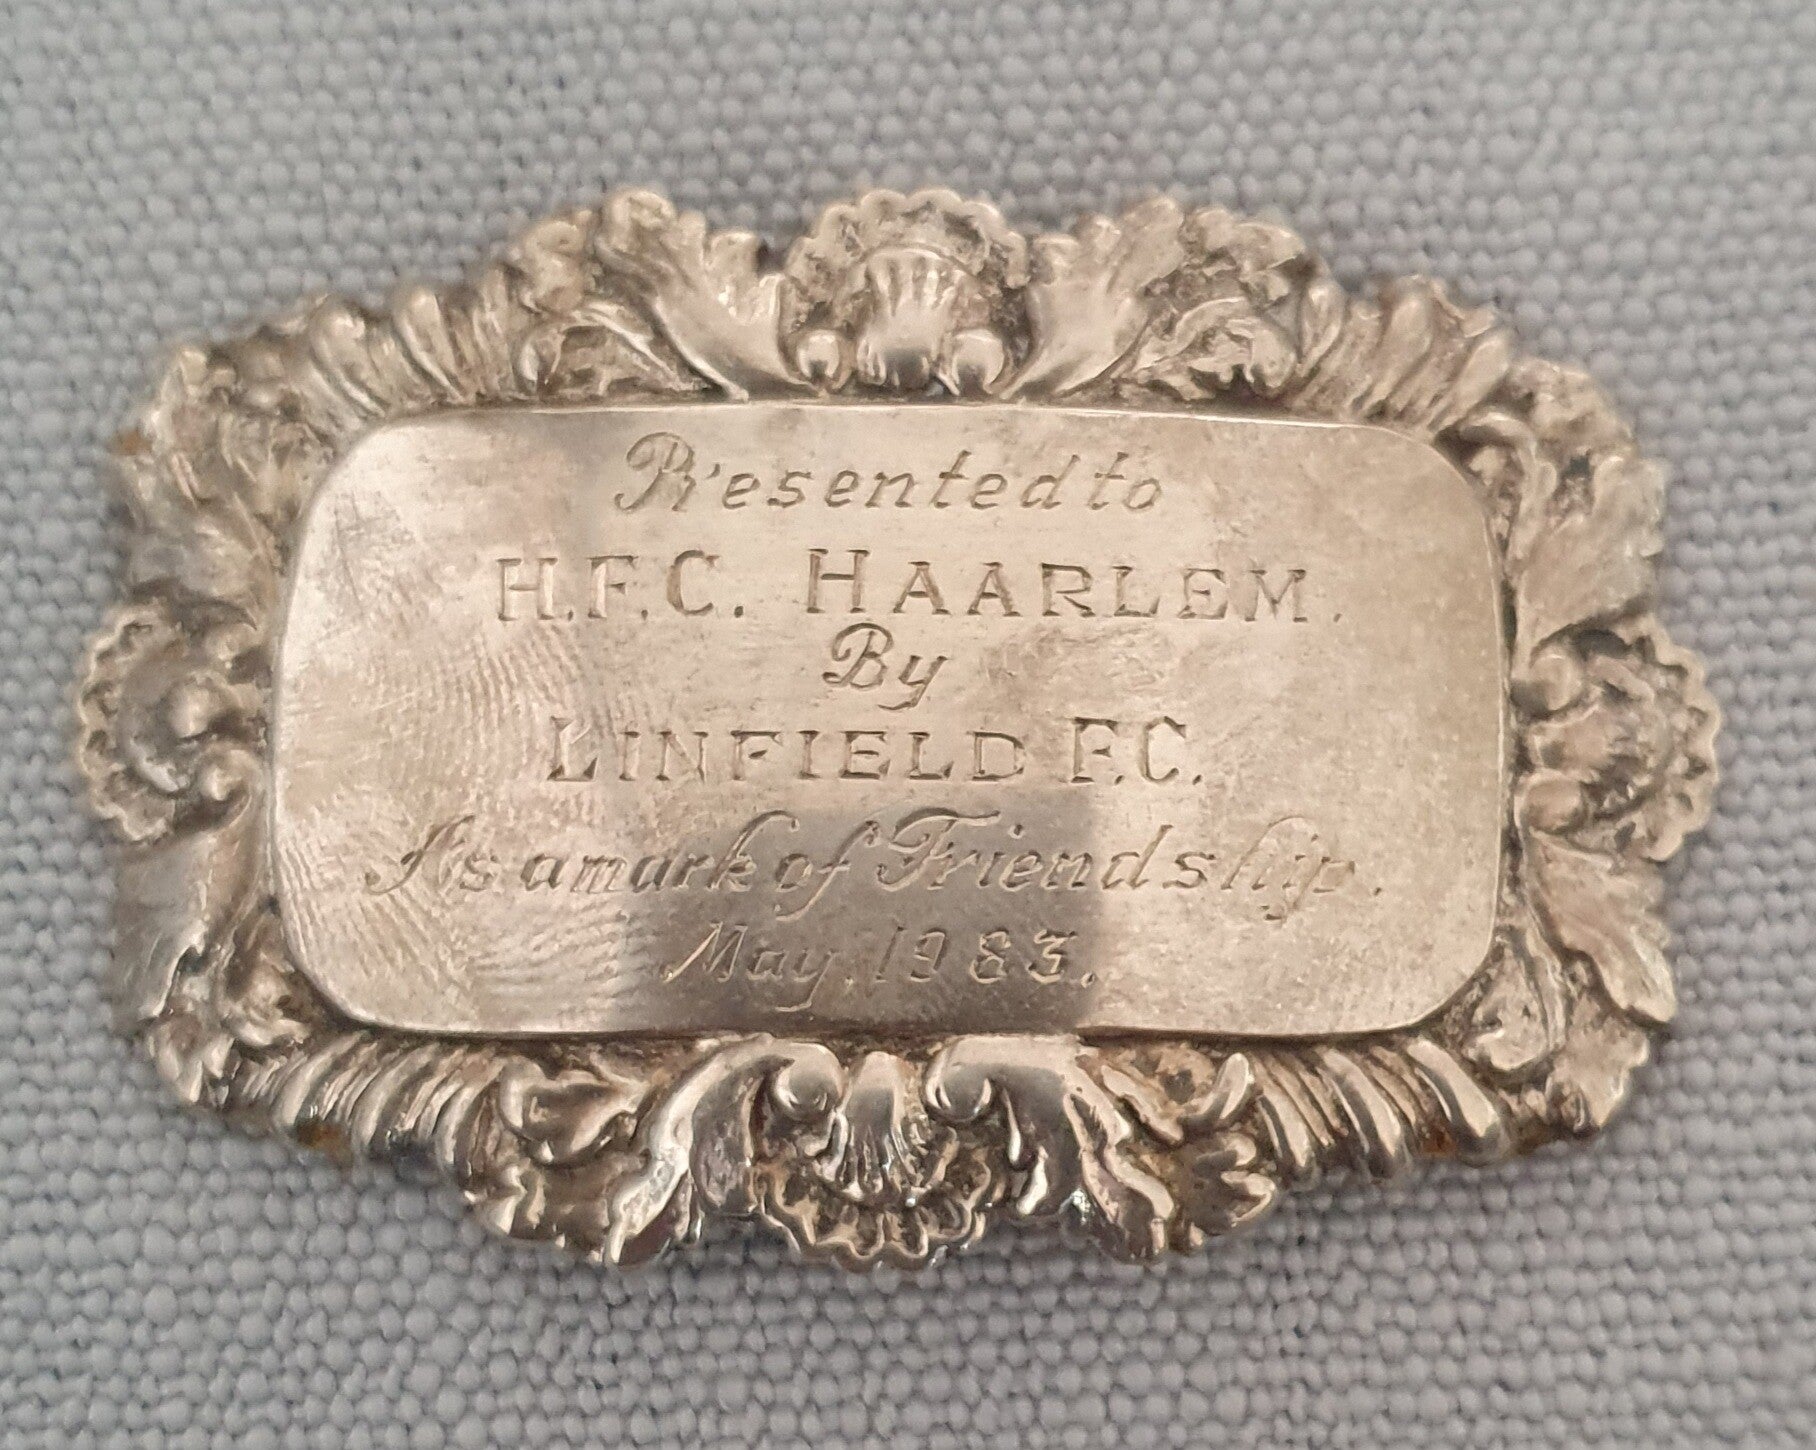 Presented to
H.F.C. HAARLEM.
By
LINFIELD F.C.
As a mark of Friendship.
May. 1983.